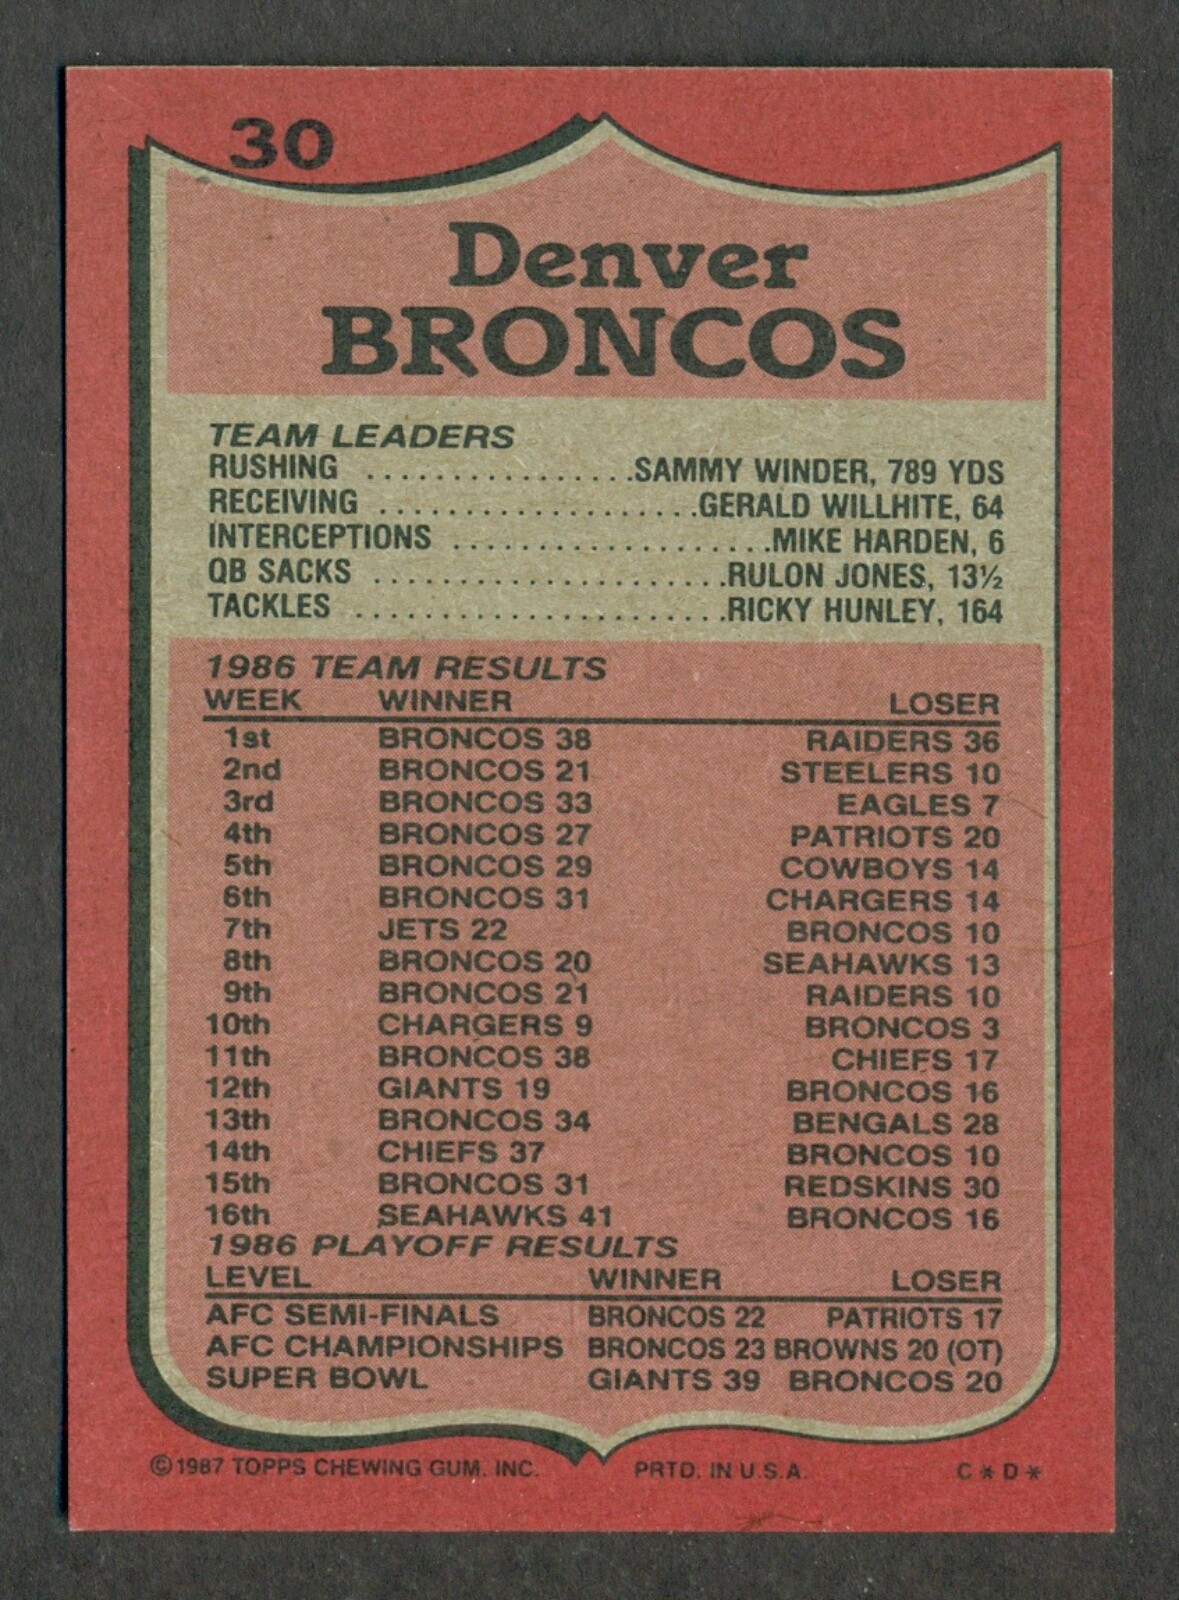 30
Denver
BRONCOS
TEAM LEADERS
RUSHING ................SAMMY WINDER, 789 YDS
RECEIVING ...................GERALD WILLHITE, 64
INTERCEPTIONS ...................MIKE HARDEN, 6
QB SACKS .....................RULON JONES, 13½
TACKLES ......................RICKY HUNLEY, 164
1986 TEAM RESULTS
WEEK WINNER LOSER
1st BRONCOS 38 RAIDERS 36
2nd BRONCOS 21 STEELERS 10
3rd BRONCOS 33 EAGLES 7
4th BRONCOS 27 PATRIOTS 20
5th BRONCOS 29 COWBOYS 14
6th BRONCOS 31 CHARGERS 14
7th JETS 22 BRONCOS 10
8th BRONCOS 20 SEAHAWKS 13
9th BRONCOS 21 RAIDERS 10
10th CHARGERS 9 BRONCOS 3
11th BRONCOS 38 CHIEFS 17
12th GIANTS 19 BRONCOS 16
13th BRONCOS 34 BENGALS 28
14th CHIEFS 37 BRONCOS 10
15th BRONCOS 31 REDSKINS 30
16th SEAHAWKS 41 BRONCOS 16
1986 PLAYOFF RESULTS
LEVEL WINNER LOSER
AFC SEMI-FINALS BRONCOS 22 PATRIOTS 17
AFC CHAMPIONSHIPS BRONCOS 23 BROWNS 20 (OT)
SUPER BOWL GIANTS 39 BRONCOS 20
©1987 TOPPS CHEWING GUM, INC. PRTD. IN U.S.A. C*D*